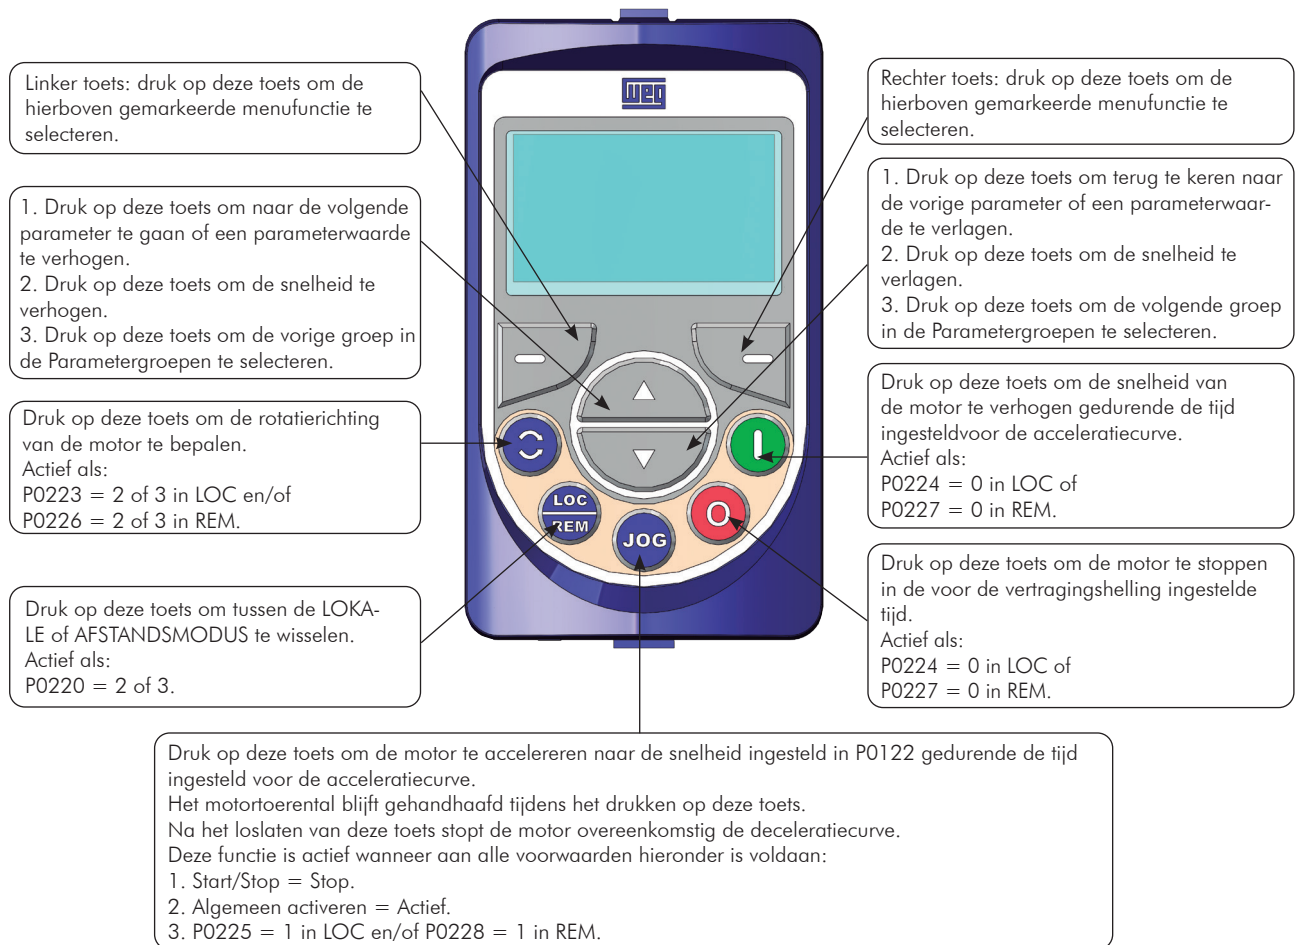 weg
Linker toets: druk op deze toets om de
hierboven gemarkeerde menufunctie te
selecteren.
1. Druk op deze toets om naar de volgende
parameter te gaan of een parameterwaarde
te verhogen.
2. Druk op deze toets om de snelheid te
verhogen.
3. Druk op deze toets om de vorige groep in
de Parametergroepen te selecteren.
Druk op deze toets om de rotatierichting
van de motor te bepalen.
Actief als:
P0223 = 2 of 3 in LOC en/of
P0226 = 2 of 3 in REM.
Druk op deze toets om tussen de LOKA-
LE of AFSTANDSMODUS te wisselen.
Actief als:
P0220 = 2 of 3.
LOC
REM
JOG
O
I
Rechter toets: druk op deze toets om de
hierboven gemarkeerde menufunctie te
selecteren.
1. Druk op deze toets om terug te keren naar
de vorige parameter of een parameterwaar-
de te verlagen.
2. Druk op deze toets om de snelheid te
verlagen.
3. Druk op deze toets om de volgende groep
in de Parametergroepen te selecteren.
Druk op deze toets om de snelheid van
de motor te verhogen gedurende de tijd
ingesteldvoor de acceleratiecurve.
Actief als:
P0224 = 0 in LOC of
P0227 = 0 in REM.
Druk op deze toets om de motor te stoppen
in de voor de vertragingshelling ingestelde
tijd.
Actief als:
P0224 = 0 in LOC of
P0227 = 0 in REM.
Druk op deze toets om de motor te accelereren naar de snelheid ingesteld in P0122 gedurende de tijd
ingesteld voor de acceleratiecurve.
Het motortoerental blijft gehandhaafd tijdens het drukken op deze toets.
Na het loslaten van deze toets stopt de motor overeenkomstig de deceleratiecurve.
Deze functie is actief wanneer aan alle voorwaarden hieronder is voldaan:
1. Start/Stop = Stop.
2. Algemeen activeren = Actief.
3. P0225 = 1 in LOC en/of P0228 = 1 in REM.